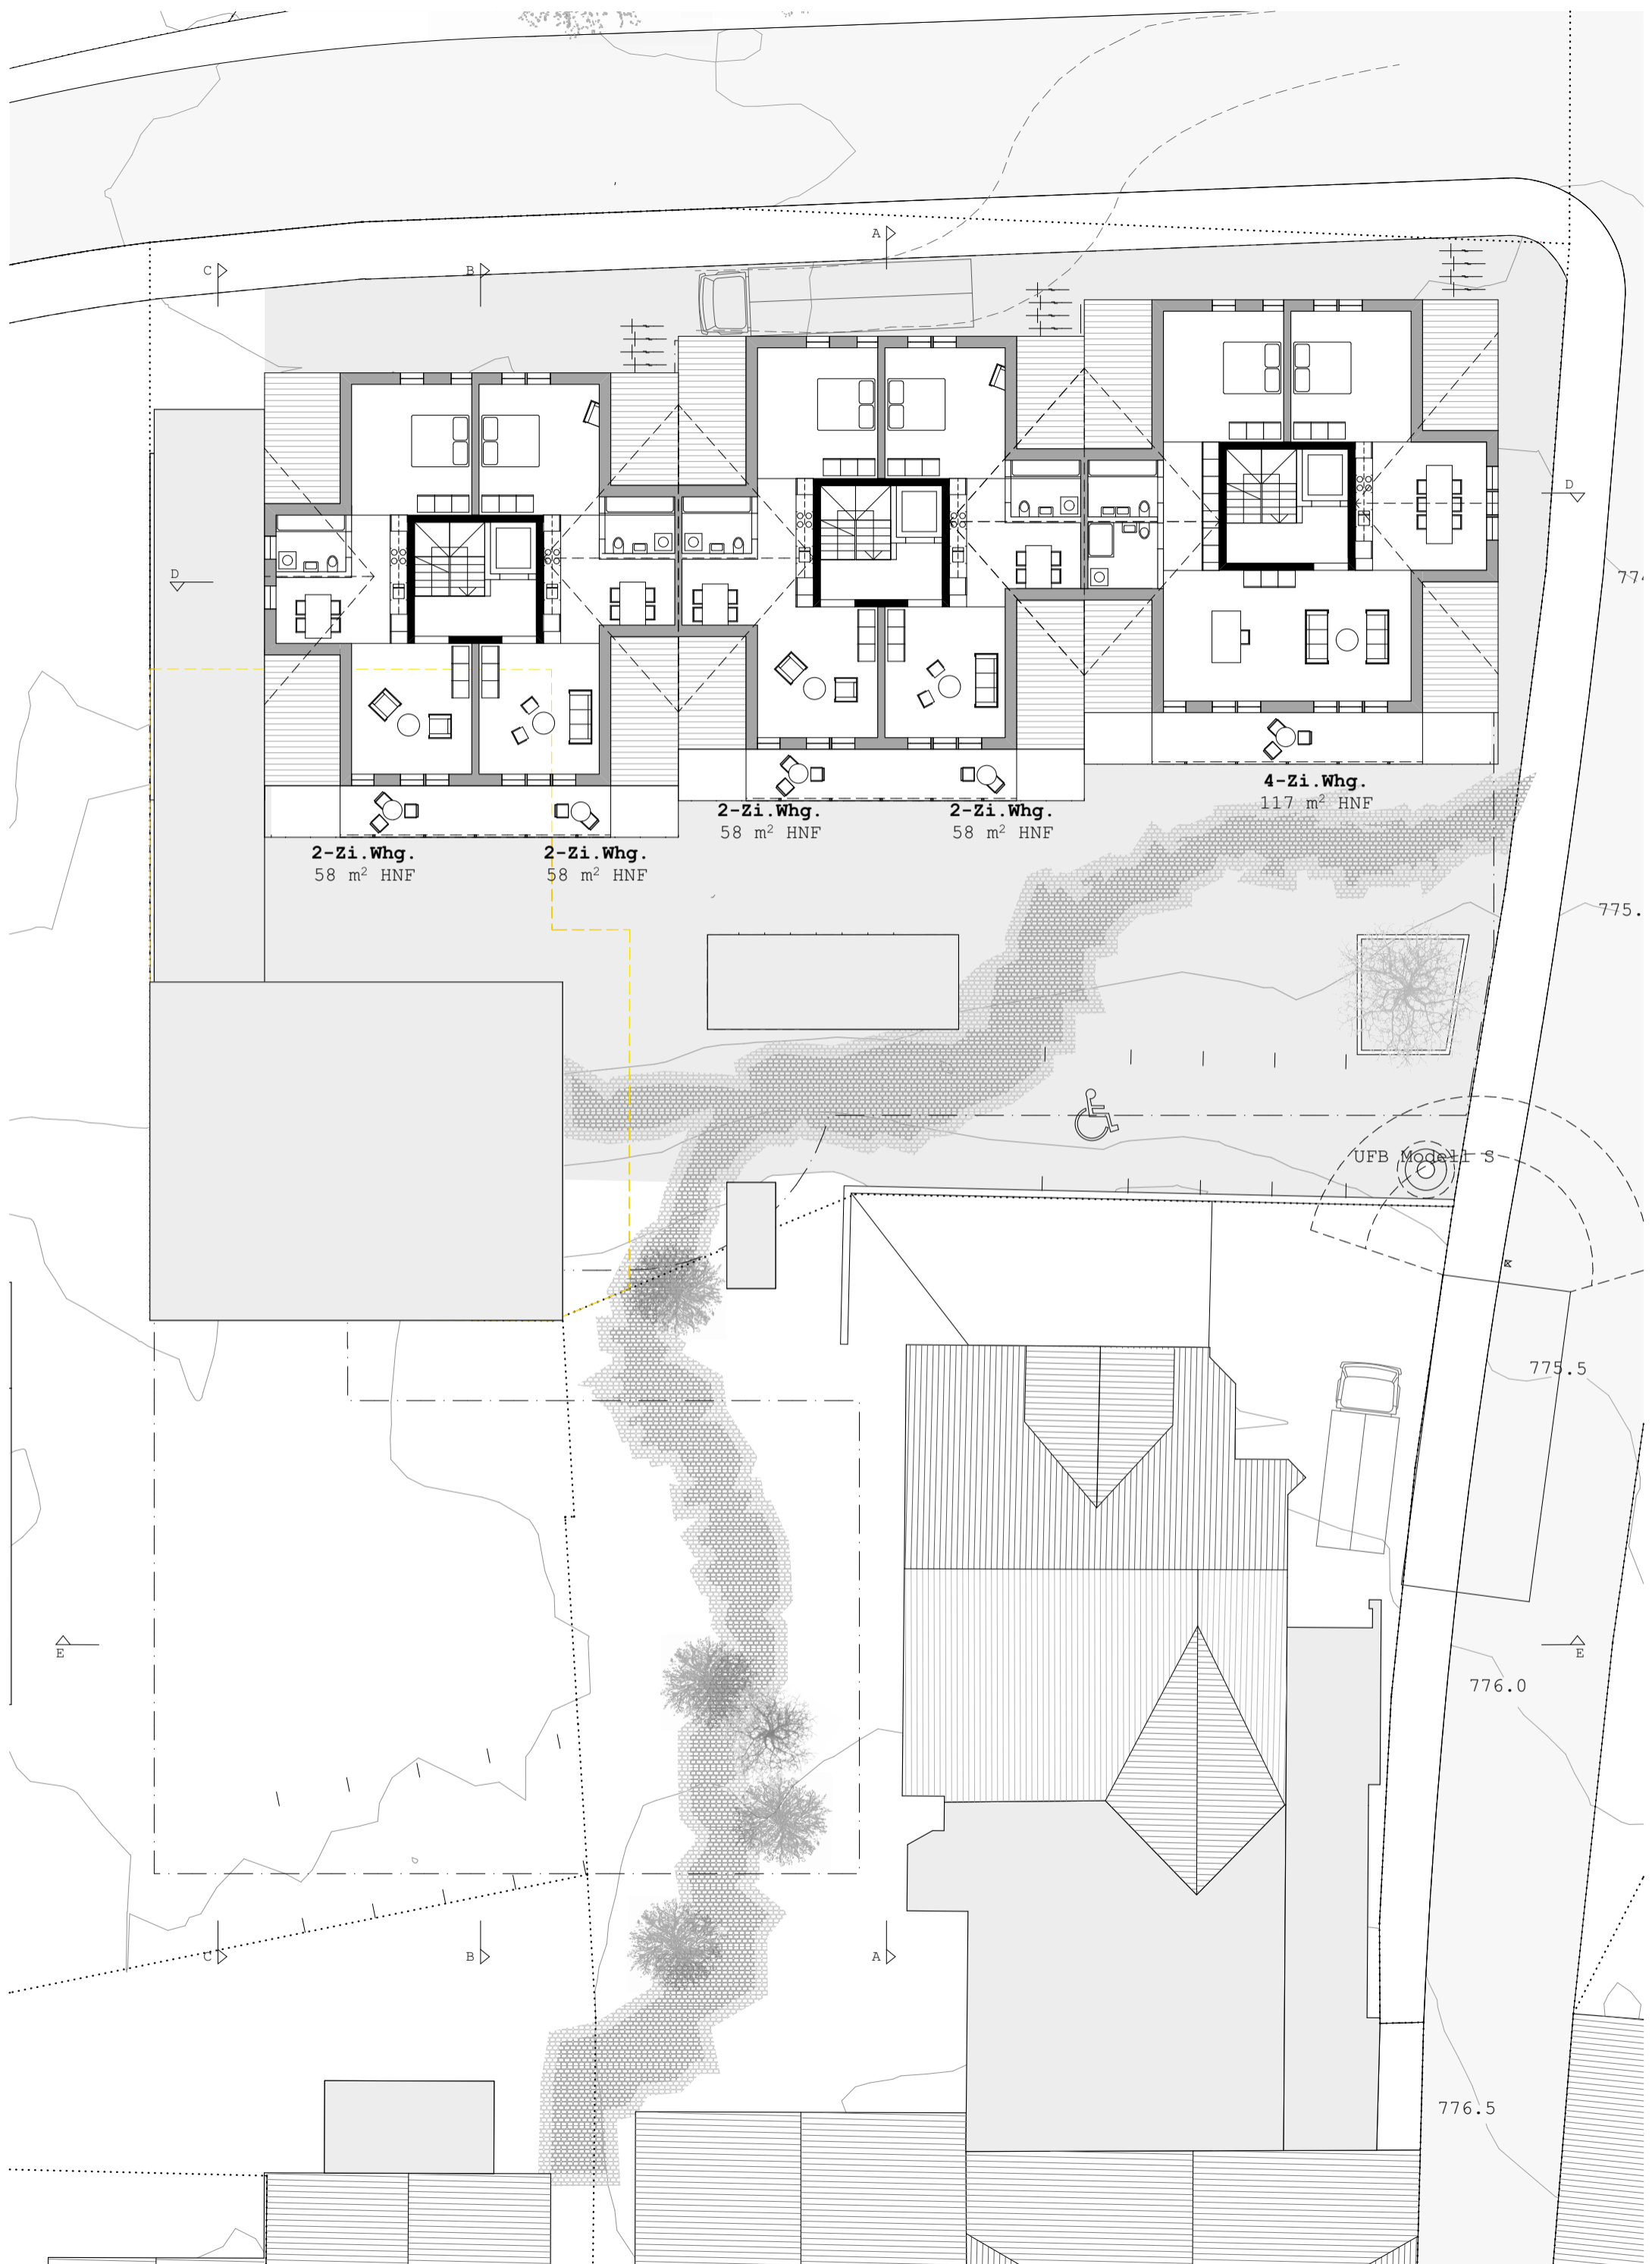 A
C
B
D
D
774
4-Zi.Whg.
117 m² HNF
2-Zi.Whg.
58 m² HNF
2-Zi.Whg.
58 m² HNF
2-Zi.Whg.
58 m² HNF
2-Zi.Whg.
58 m² HNF
775.
UFB Modell S
775.5
E
E
776.0
C
B
A
776.5